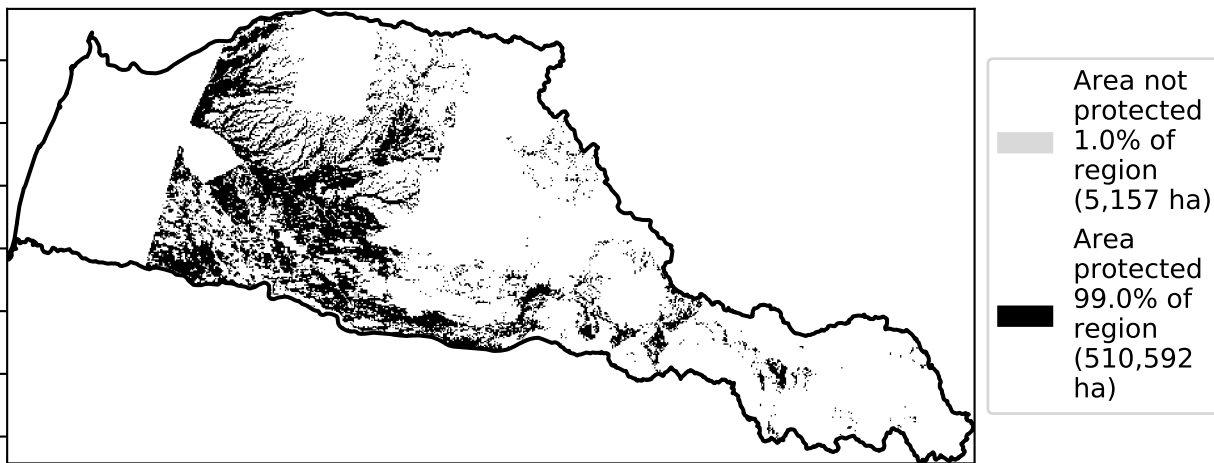 Area not
protected
1.0% of
region
(5,157 ha)
Area
protected
99.0% of
region
(510,592
ha)